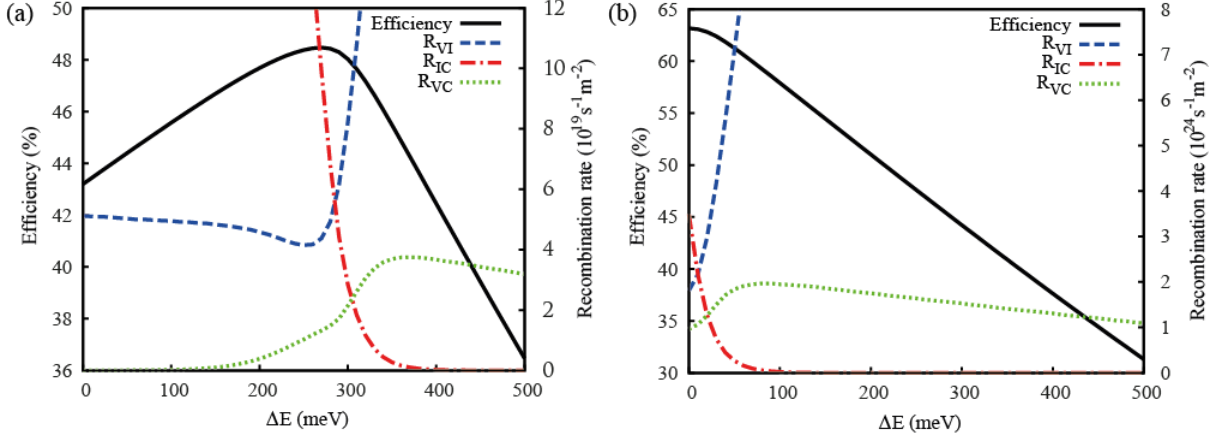 (a)
Efficiency
R_VI
R_IC
R_VC
Efficiency (%)
50
48
46
44
42
40
38
36
0 100 200 300 400 500
ΔE (meV)
12
10
8
6
4
2
0
Recombination rate (10^19 s^-1 m^-2)
(b)
Efficiency
R_VI
R_IC
R_VC
Efficiency (%)
65
60
55
50
45
40
35
30
0 100 200 300 400 500
ΔE (meV)
8
7
6
5
4
3
2
1
0
Recombination rate (10^24 s^-1 m^-2)